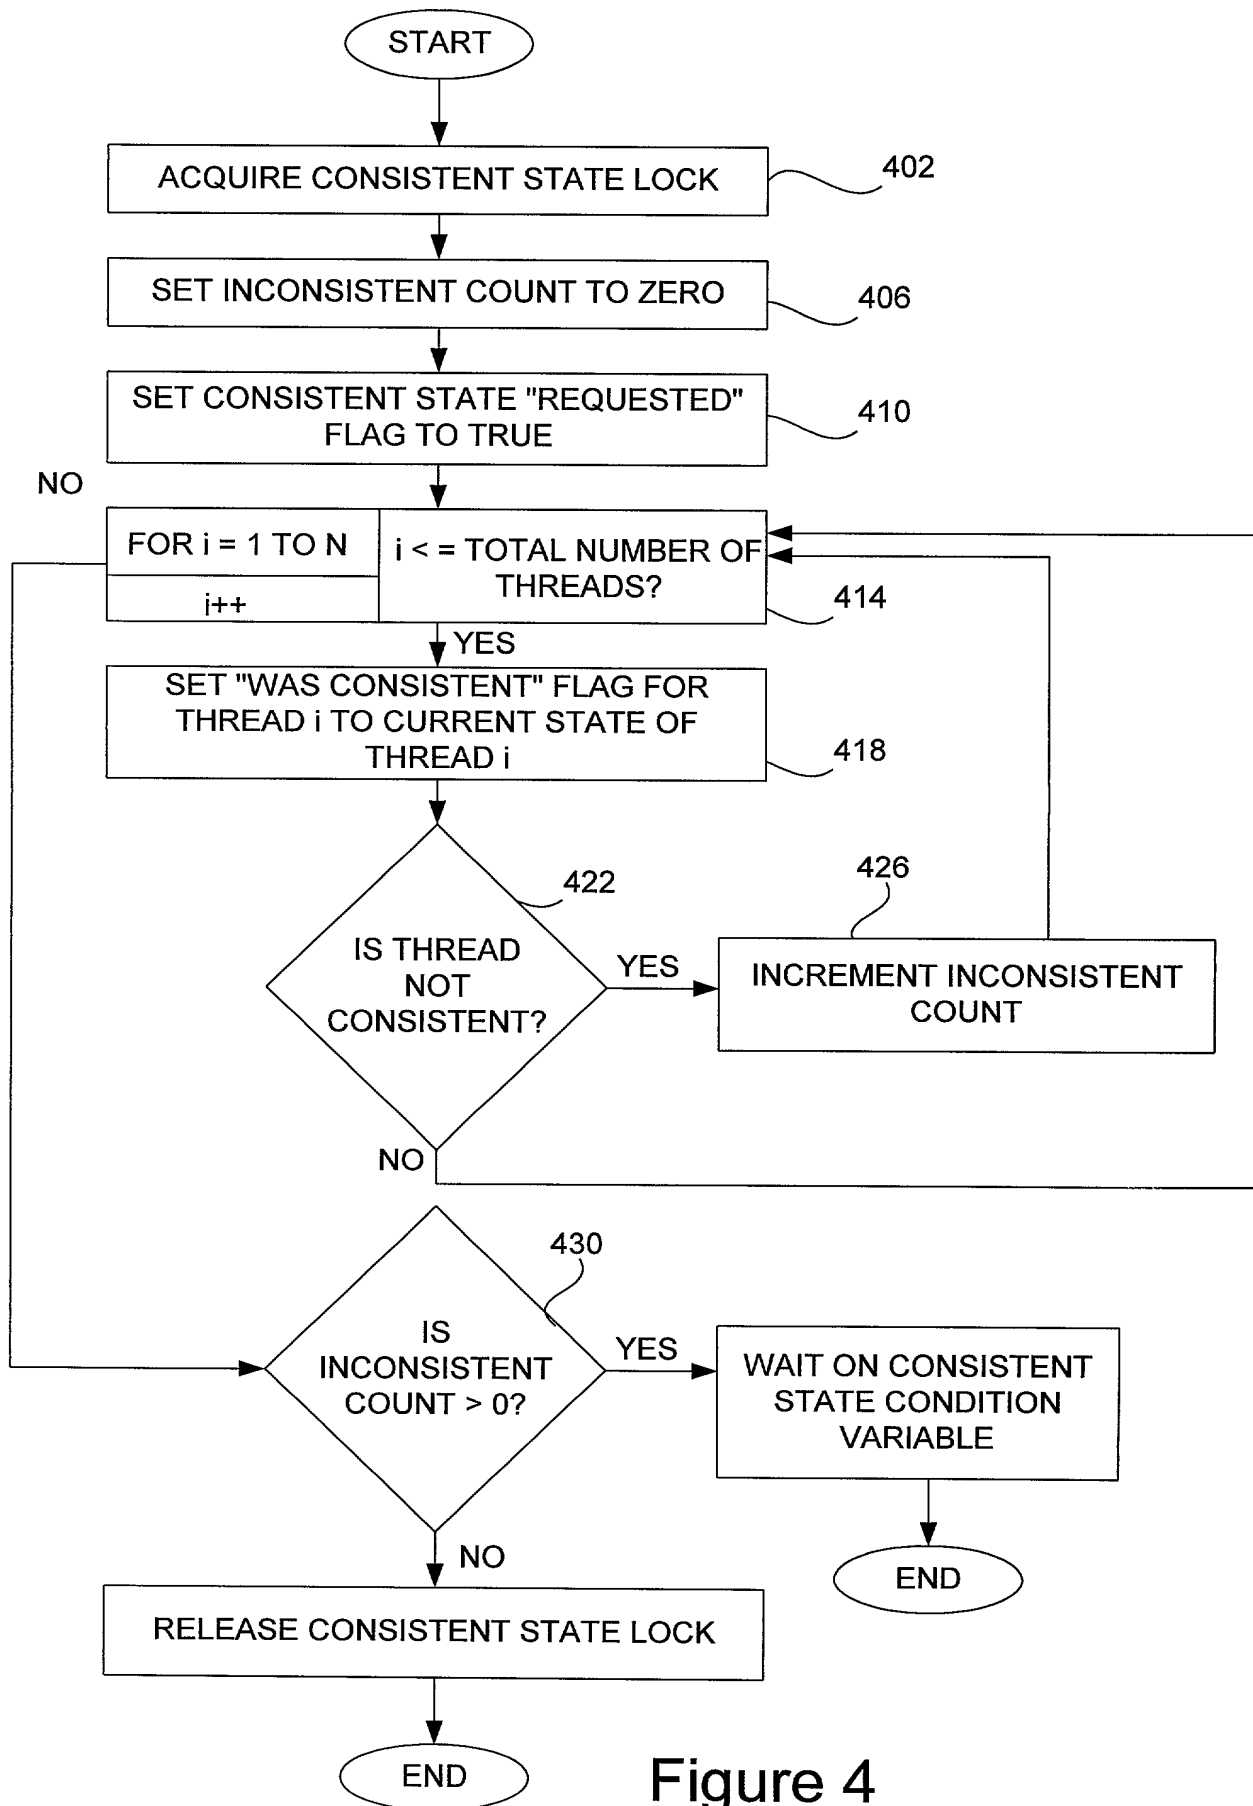 START
ACQUIRE CONSISTENT STATE LOCK
402
SET INCONSISTENT COUNT TO ZERO
406
SET CONSISTENT STATE "REQUESTED"
FLAG TO TRUE
410
NO
FOR i = 1 TO N
i++
i < = TOTAL NUMBER OF
THREADS?
414
YES
SET "WAS CONSISTENT" FLAG FOR
THREAD i TO CURRENT STATE OF
THREAD i
418
422
IS THREAD
NOT
CONSISTENT?
YES
426
INCREMENT INCONSISTENT
COUNT
NO
430
IS
INCONSISTENT
COUNT > 0?
YES
WAIT ON CONSISTENT
STATE CONDITION
VARIABLE
END
NO
RELEASE CONSISTENT STATE LOCK
END
Figure 4